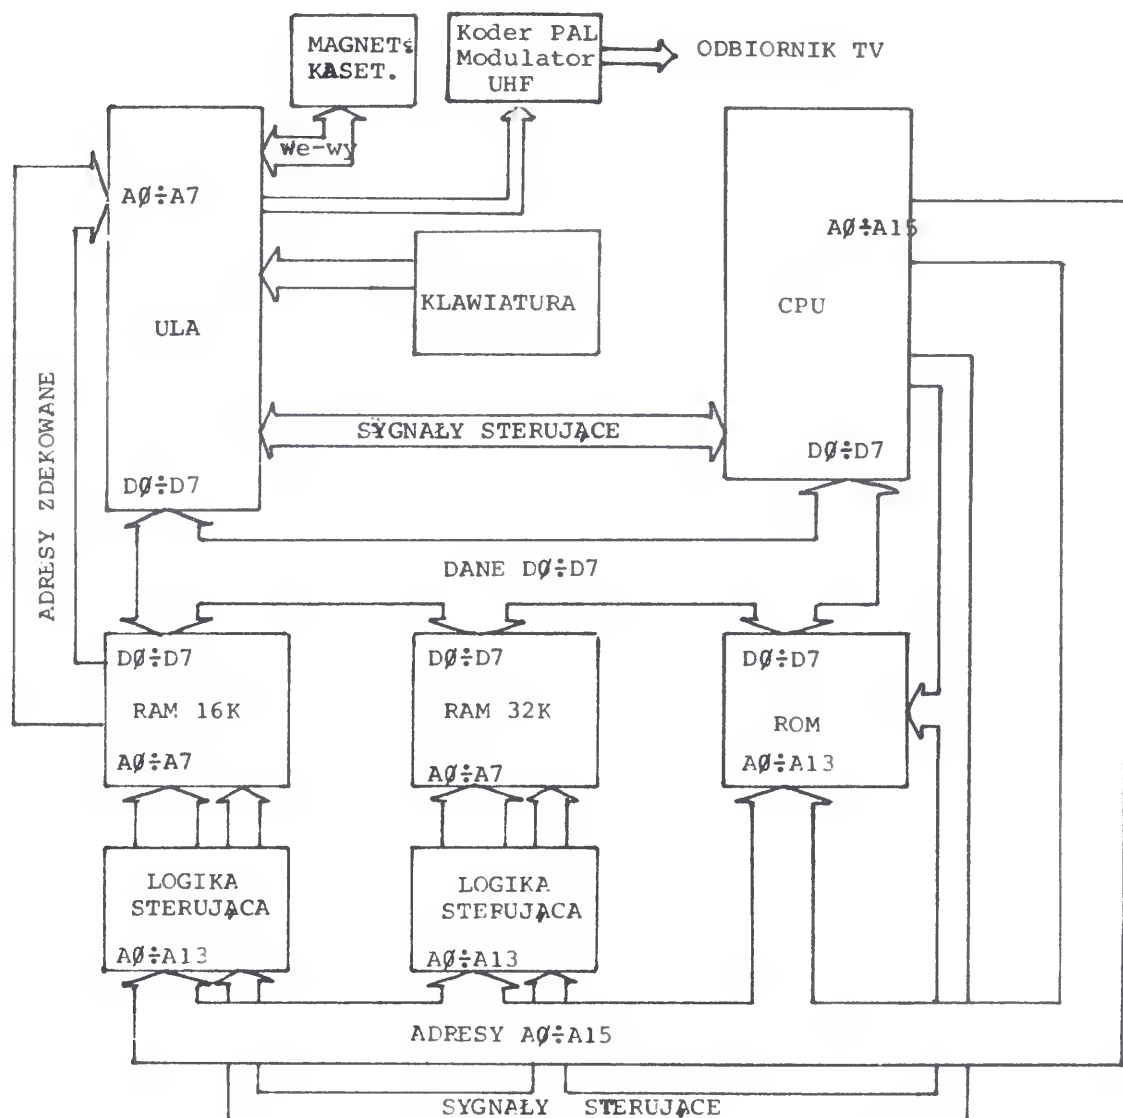 MAGNETᶳ
KASET.
Koder PAL
Modulator
UHF
ODBIORNIK TV
We-wy
AØ÷A7
ULA
DØ÷D7
KLAWIATURA
AØ÷A15
CPU
DØ÷D7
SYGNAŁY STERUJĄCE
ADRESY ZDEKOWANE
DANE DØ÷D7
DØ÷D7
RAM 16K
AØ÷A7
DØ÷D7
RAM 32K
AØ÷A7
DØ÷D7
ROM
AØ÷A13
LOGIKA
STERUJĄCA
AØ÷A13
LOGIKA
STERUJĄCA
AØ÷A13
ADRESY AØ÷A15
SYGNAŁY STERUJĄCE